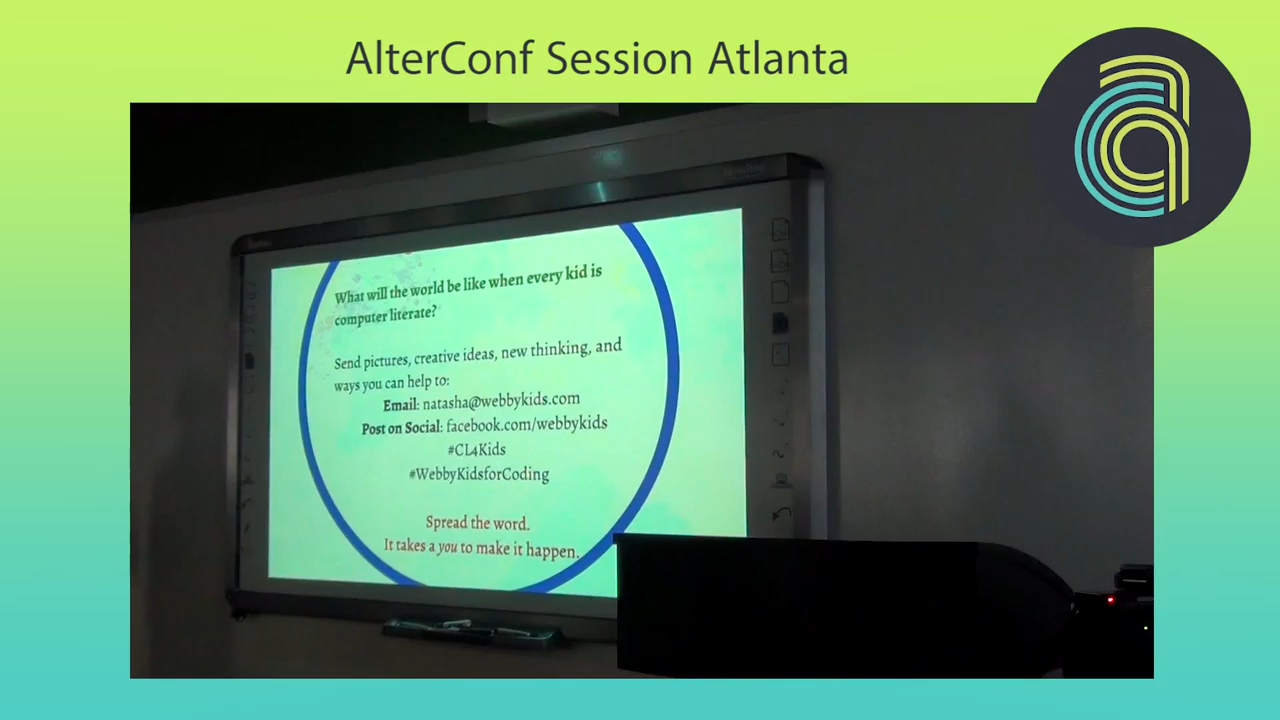 AlterConf Session Atlanta
What will the world be like when every kid is
computer literate?
Send pictures, creative ideas, new thinking, and
ways you can help to:
Email: natasha@webbykids.com
Post on Social: facebook.com/webbykids
#CL4Kids
#WebbyKidsforCoding
Spread the word.
It takes a you to make it happen.